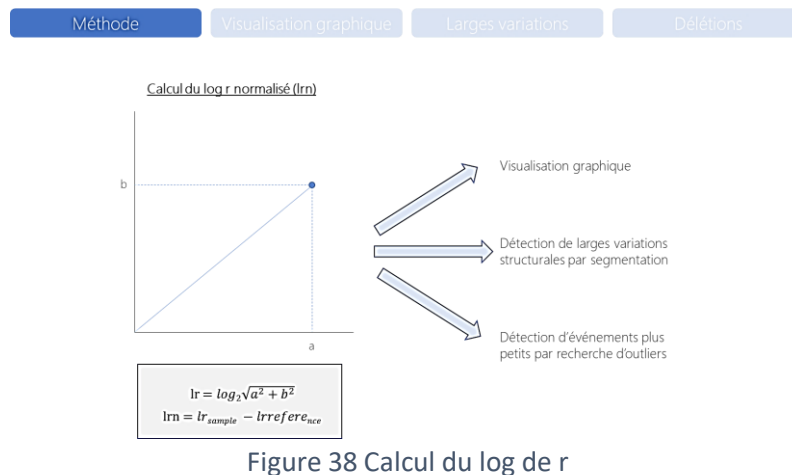 Méthode
Visualisation graphique
Larges variations
Délétions
Calcul du log r normalisé (lrn)
b
a
Visualisation graphique
Détection de larges variations
structurales par segmentation
Détection d'événements plus
petits par recherche d'outliers
lr = log₂√(a² + b²)
lrn = lr_sample − lrrefere_nce
Figure 38 Calcul du log de r